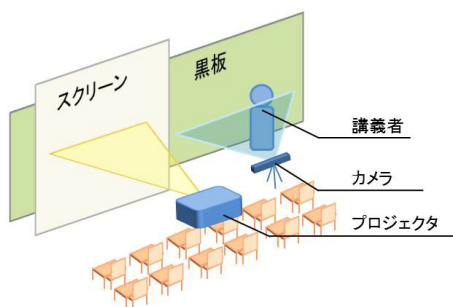 スクリーン
黒板
講義者
カメラ
プロジェクタ